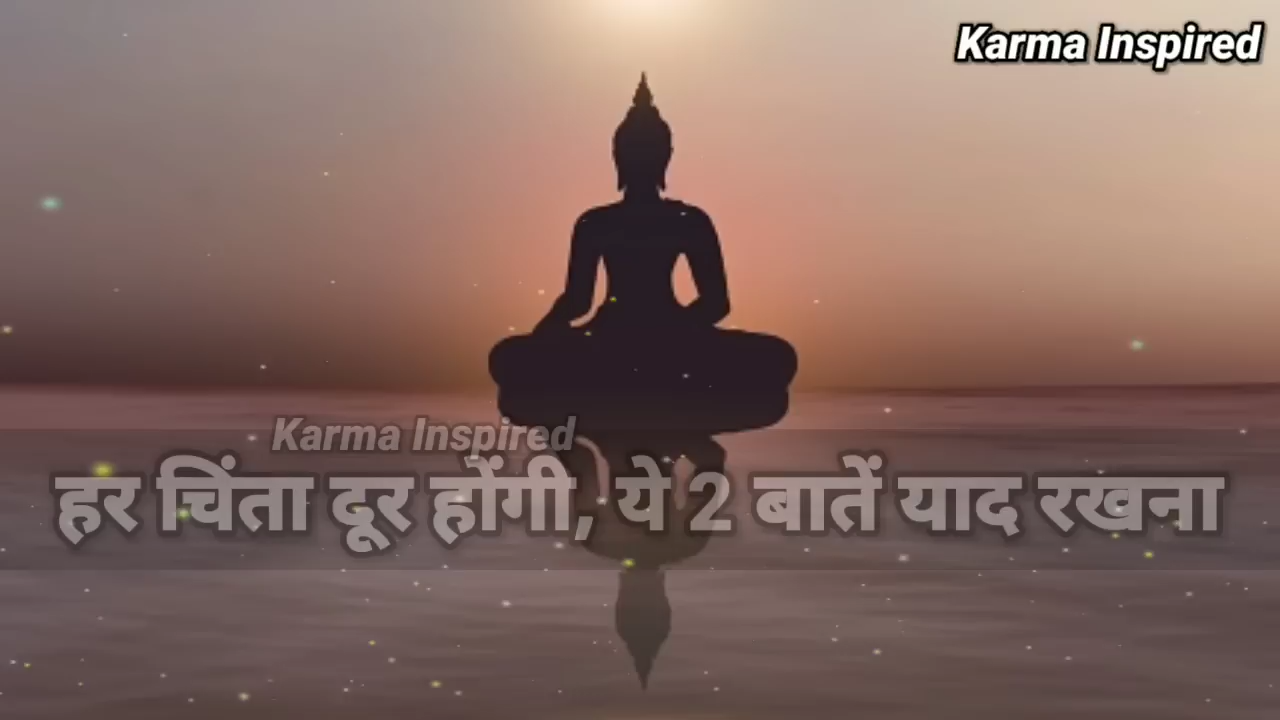 Karma Inspired
Karma Inspired
हर चिंता दूर होंगी, ये 2 बातें याद रखना